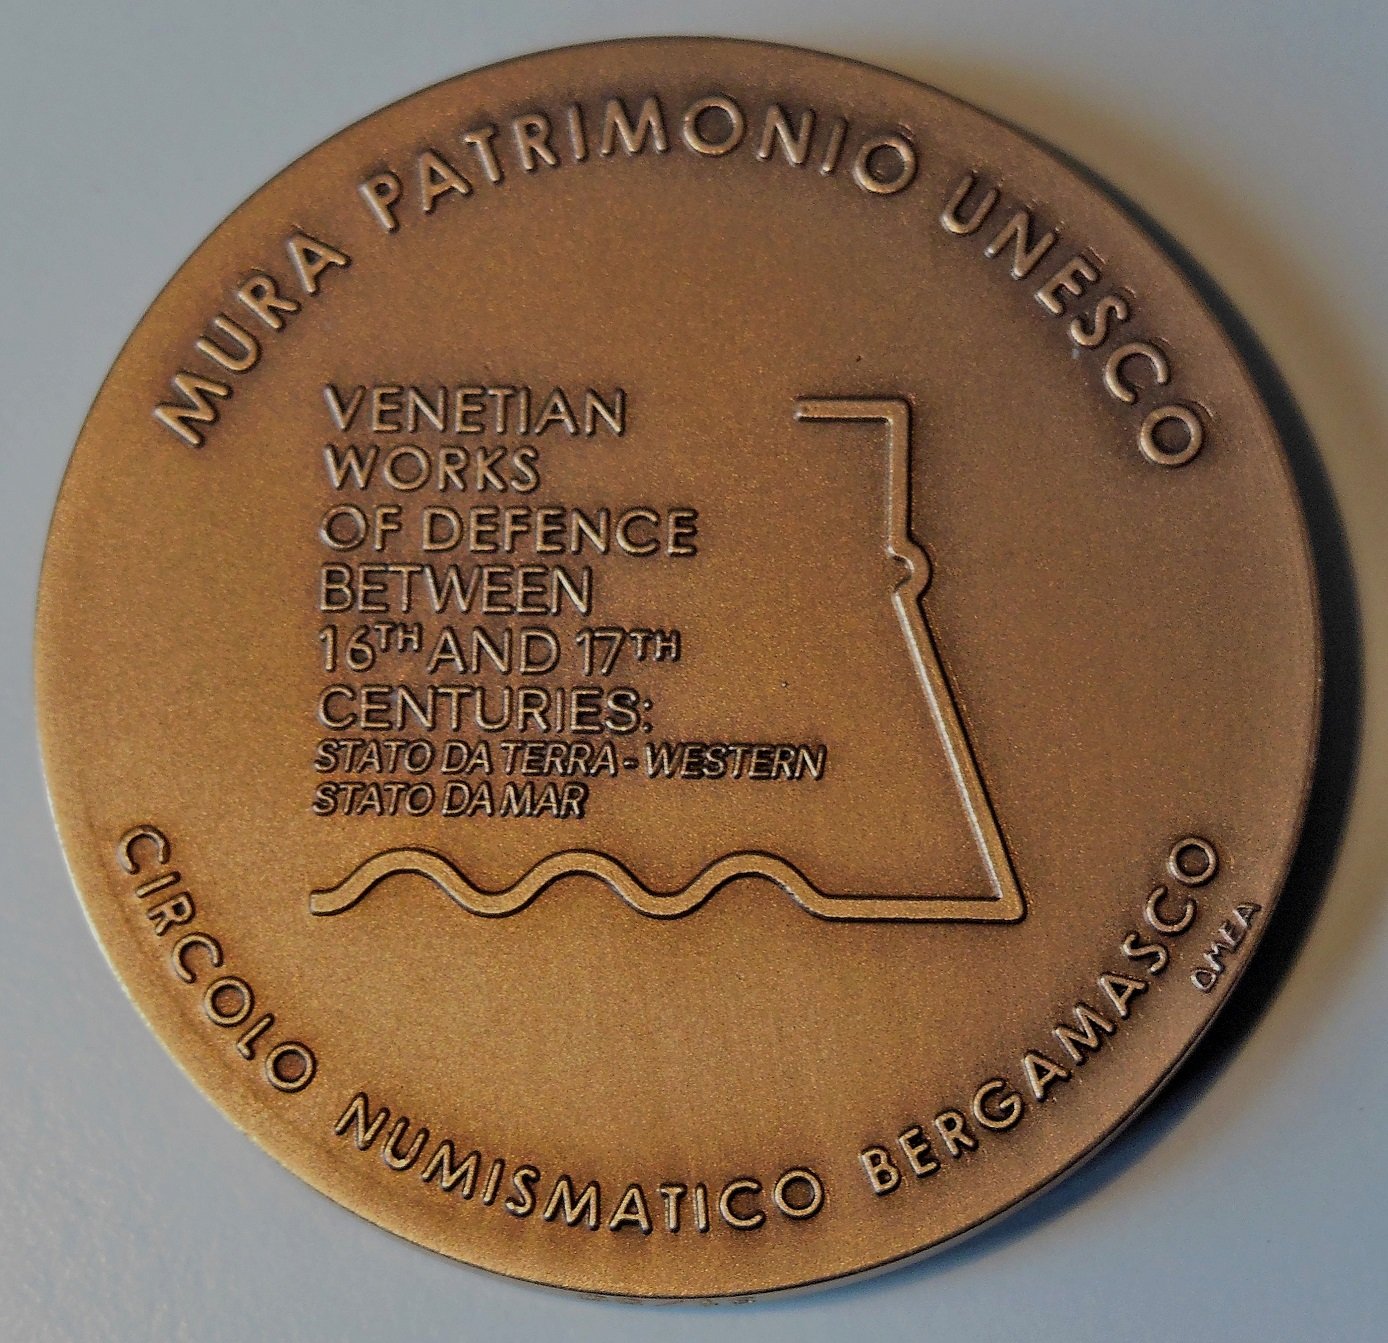 MURA PATRIMONIO UNESCO
VENETIAN
WORKS
OF DEFENCE
BETWEEN
16TH AND 17TH
CENTURIES:
STATO DA TERRA - WESTERN
STATO DA MAR
CIRCOLO NUMISMATICO BERGAMASCO
OMEA